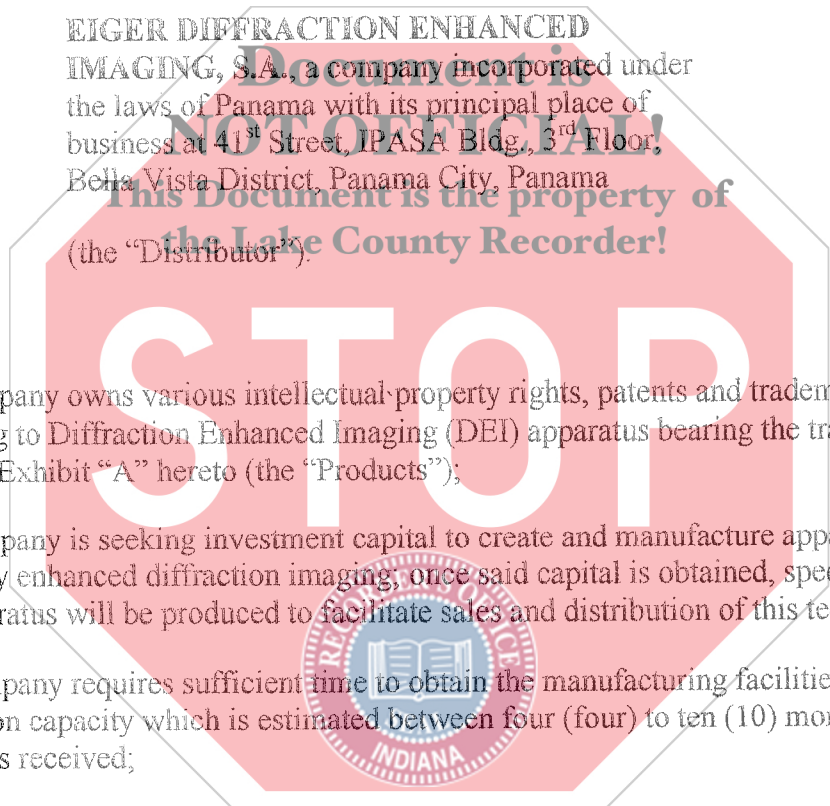 EIGER DIFFRACTION ENHANCED
IMAGING, S.A., a company incorporated under
the laws of Panama with its principal place of
business at 41st Street, IPASA Bldg., 3rd Floor,
Bella Vista District, Panama City, Panama
(the “Distributor”).
Document is
NOT OFFICIAL!
This Document is the property of
the Lake County Recorder!
STOP
pany owns various intellectual property rights, patents and tradem
g to Diffraction Enhanced Imaging (DEI) apparatus bearing the tra
Exhibit “A” hereto (the “Products”);
pany is seeking investment capital to create and manufacture appa
y enhanced diffraction imaging, once said capital is obtained, spec
ratus will be produced to facilitate sales and distribution of this te
pany requires sufficient time to obtain the manufacturing facilitie
on capacity which is estimated between four (four) to ten (10) mon
s received;
RECORDER'S OFFICE
INDIANA